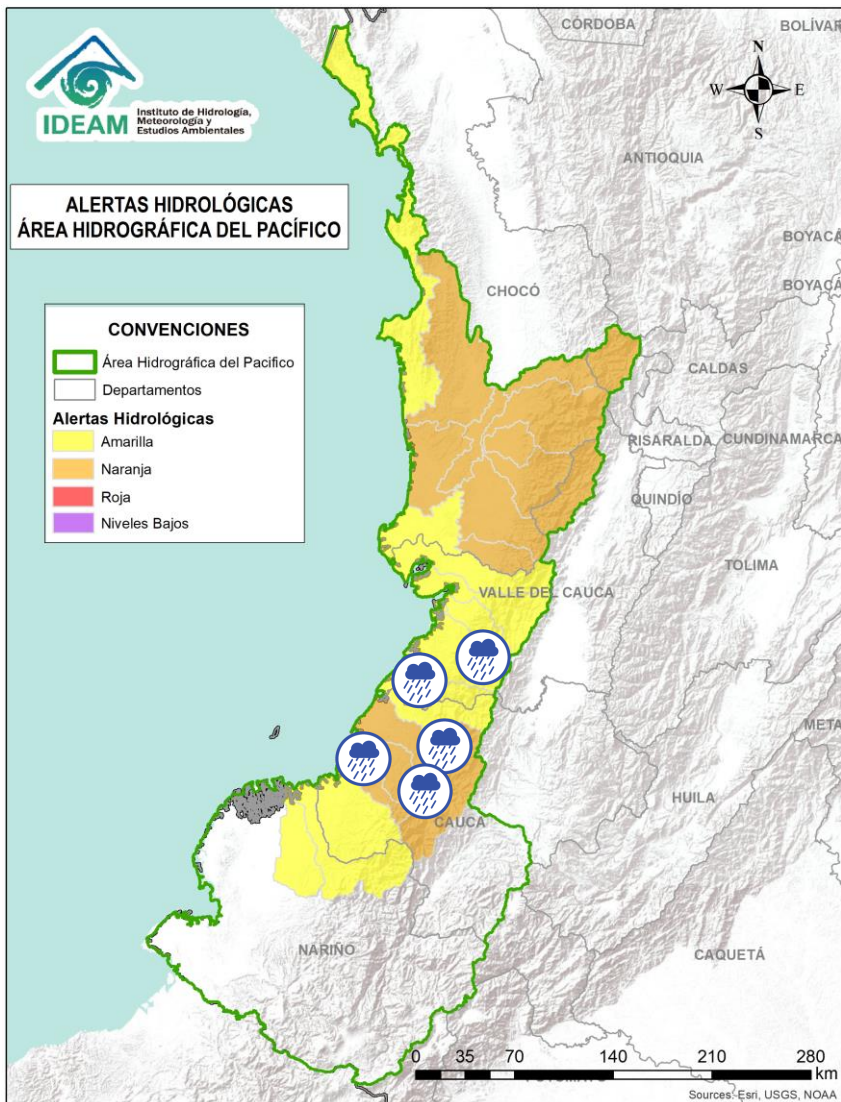 CÓRDOBA
BOLÍVAR
IDEAM
Instituto de Hidrología,
Meteorología y
Estudios Ambientales
N
W
E
S
ANTIOQUIA
ALERTAS HIDROLÓGICAS
ÁREA HIDROGRÁFICA DEL PACÍFICO
BOYACÁ
BOYACÁ
CHOCÓ
CONVENCIONES
Área Hidrográfica del Pacifico
Departamentos
Alertas Hidrológicas
Amarilla
Naranja
Roja
Niveles Bajos
CALDAS
RISARALDA
CUNDINAMARCA
QUINDÍO
TOLIMA
VALLE DEL CAUCA
META
HUILA
CAUCA
NARIÑO
CAQUETÁ
0 35 70 140 210 280
km
Sources: Esri, USGS, NOAA